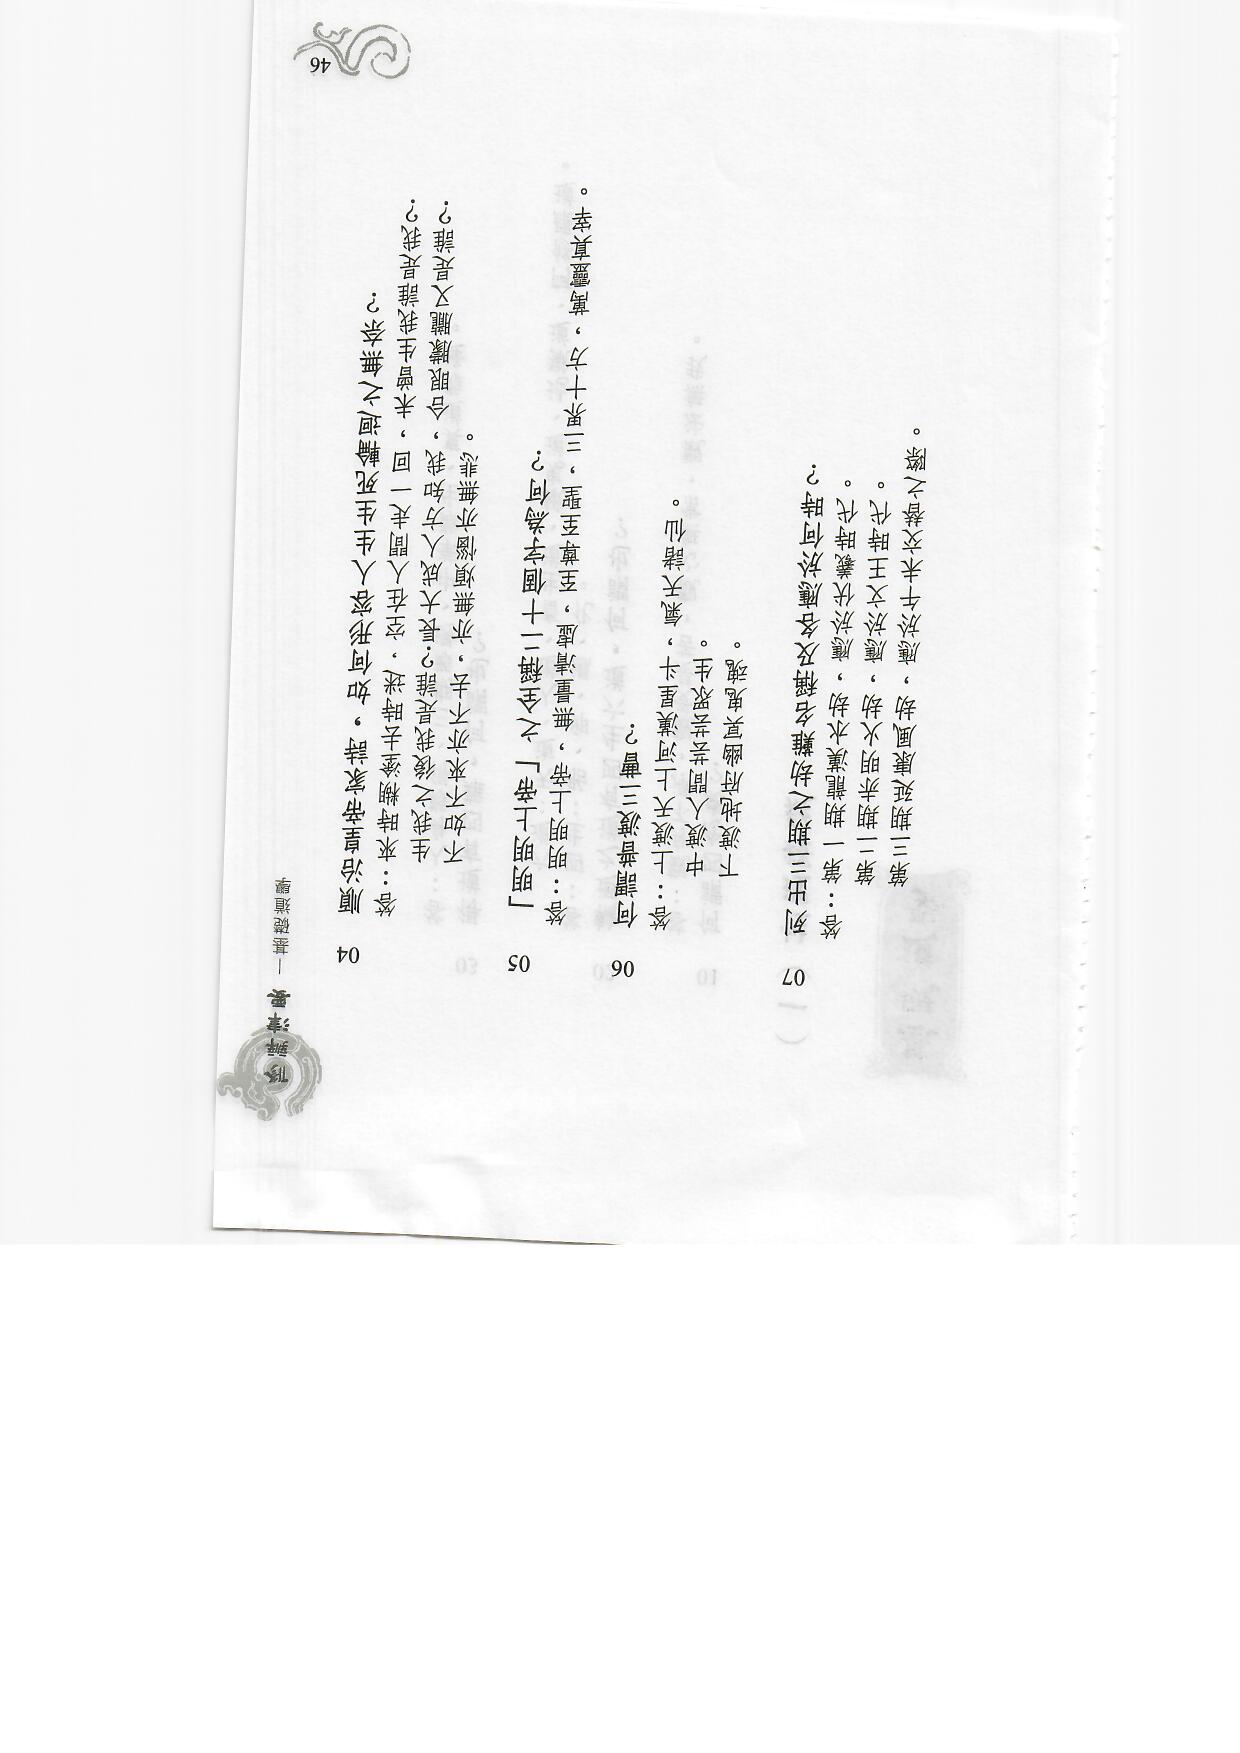 修辦津要
—基礎道學
04 順治皇帝家詩，如何形容人生生死輪迴之無奈？
答：來時糊塗去時迷，空在人間走一回，未曾生我誰是我？
生我之後我是誰？長大成人方知我，合眼朦朧又是誰？
不如不來亦不去，亦無煩惱亦無悲。
05 「明明上帝」之全稱二十個字為何？
答：明明上帝，無量清虛，至尊至聖，三界十方，萬靈真宰。
06 何謂普渡三曹？
答：上渡天上河漢星斗，氣天諸仙。
中渡人間芸芸眾生。
下渡地府幽冥鬼魂。
07 列出三期之劫難名稱及各應於何時？
答：第一期龍漢水劫，應於伏羲時代。
第二期赤明火劫，應於文王時代。
第三期延康風劫，應於午未交替之際。
46